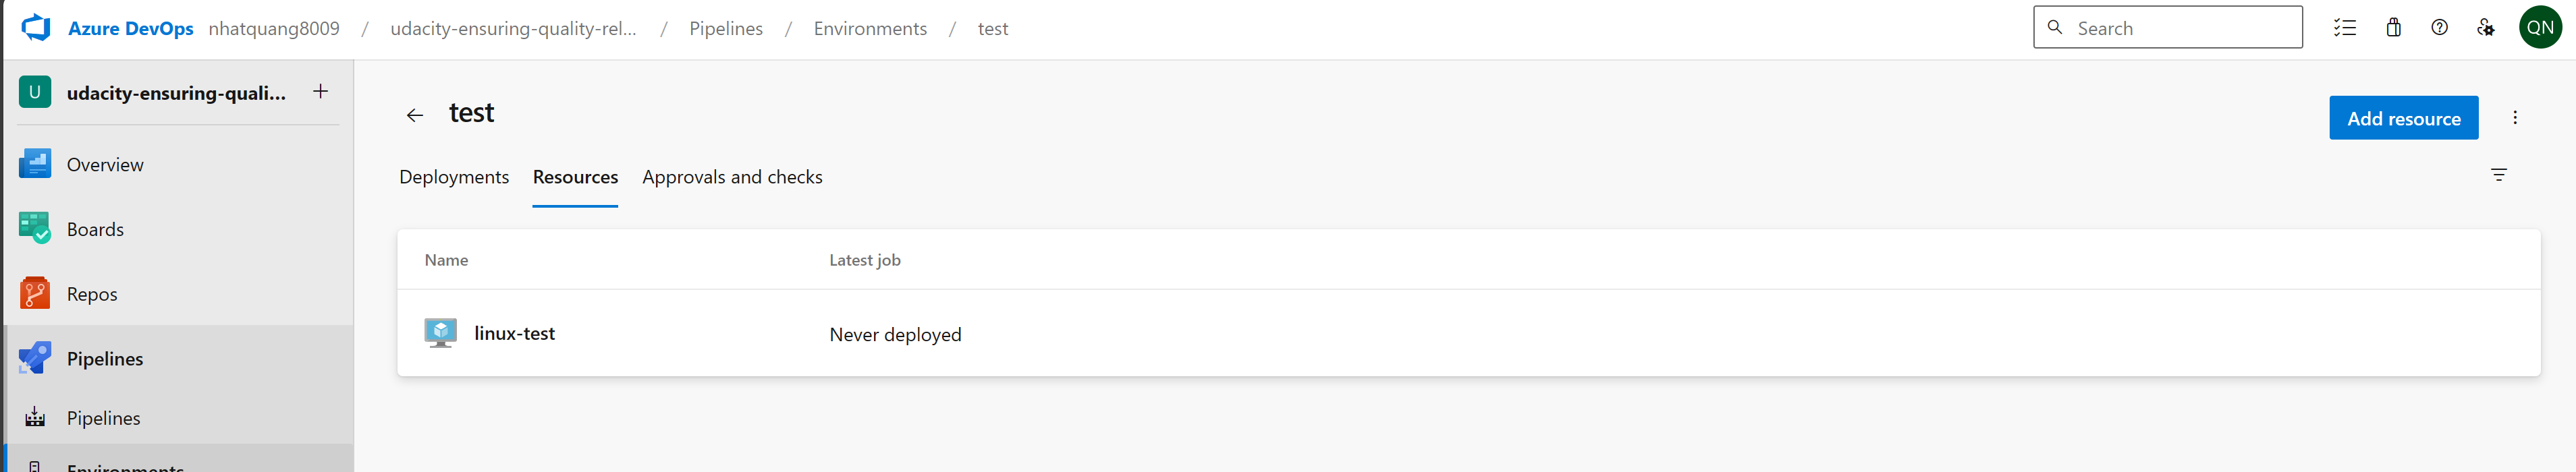 Azure DevOps nhatquang8009 / udacity-ensuring-quality-rel... / Pipelines / Environments / test
Search
QN
U udacity-ensuring-quali... +
Overview
Boards
Repos
Pipelines
Pipelines
Environments
test
Add resource
Deployments Resources Approvals and checks
Name Latest job
linux-test Never deployed